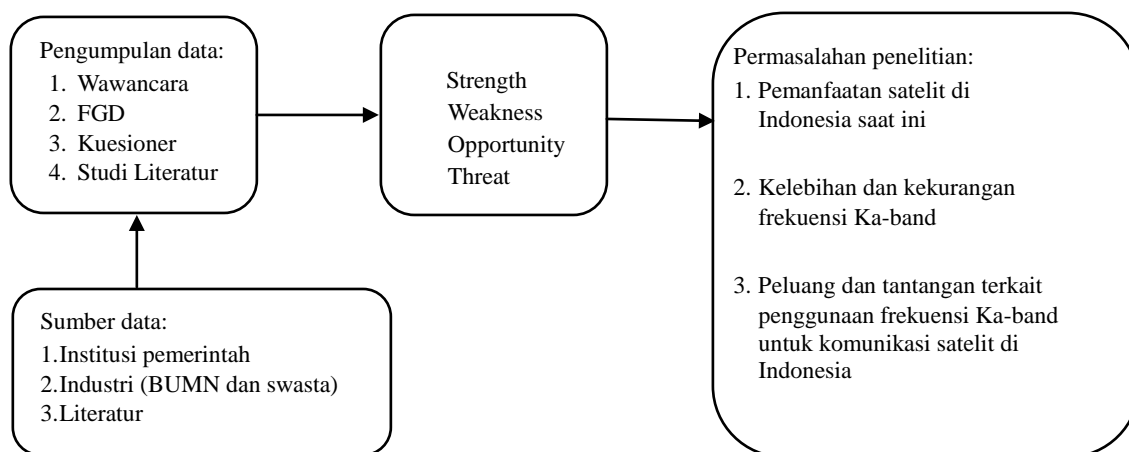 Pengumpulan data:
1. Wawancara
2. FGD
3. Kuesioner
4. Studi Literatur
Strength
Weakness
Opportunity
Threat
Permasalahan penelitian:
1. Pemanfaatan satelit di
Indonesia saat ini
2. Kelebihan dan kekurangan
frekuensi Ka-band
3. Peluang dan tantangan terkait
penggunaan frekuensi Ka-band
untuk komunikasi satelit di
Indonesia
Sumber data:
1.Institusi pemerintah
2.Industri (BUMN dan swasta)
3.Literatur